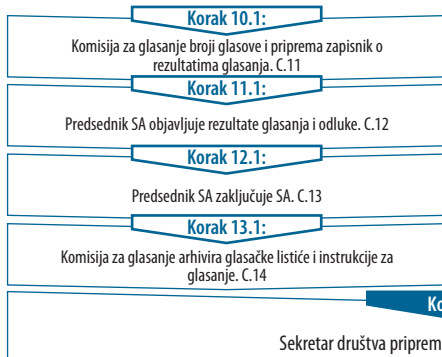 Korak 10.1:
Komisija za glasanje broji glasove i priprema zapisnik o
rezultatima glasanja. C.11
Korak 11.1:
Predsednik SA objavljuje rezultate glasanja i odluke. C.12
Korak 12.1:
Predsednik SA zaključuje SA. C.13
Korak 13.1:
Komisija za glasanje arhivira glasačke listiće i instrukcije za
glasanje. C.14
Ko
Sekretar društva priprem